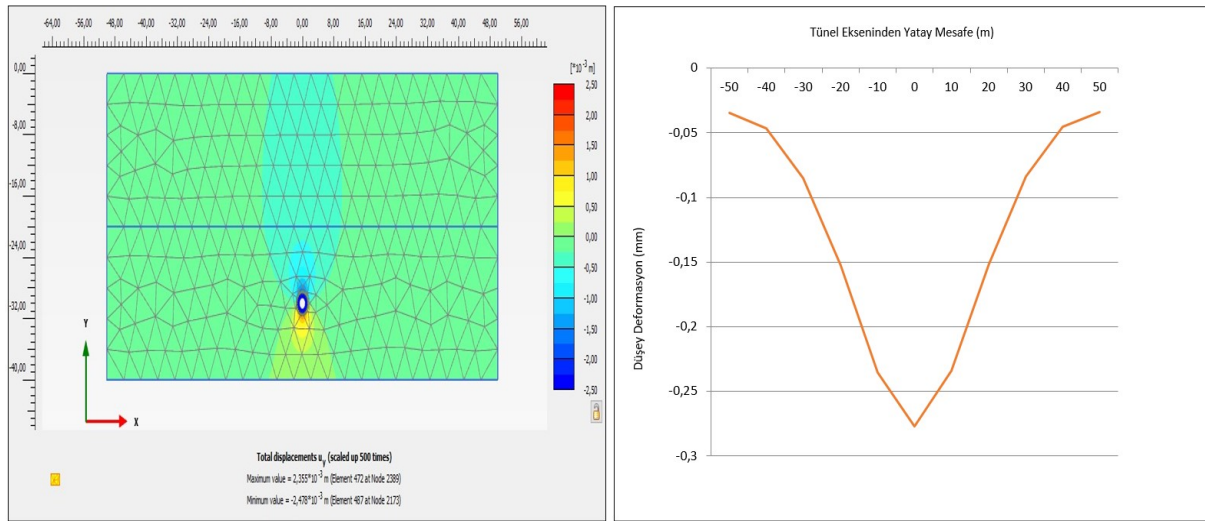 -64,00 -56,00 -48,00 -40,00 -32,00 -24,00 -16,00 -8,00 0,00 8,00 16,00 24,00 32,00 40,00 48,00 56,00
0,00
-8,00
-16,00
-24,00
-32,00
-40,00
Y
X
[*10⁻³ m]
2,50
2,00
1,50
1,00
0,50
0,00
-0,50
-1,00
-1,50
-2,00
-2,50
Total displacements uᵧ (scaled up 500 times)
Maximum value = 2,355*10⁻³ m (Element 472 at Node 2389)
Minimum value = -2,478*10⁻³ m (Element 487 at Node 2173)
Tünel Ekseninden Yatay Mesafe (m)
-50 -40 -30 -20 -10 0 10 20 30 40 50
0
-0,05
-0,1
-0,15
-0,2
-0,25
-0,3
Düşey Deformasyon (mm)